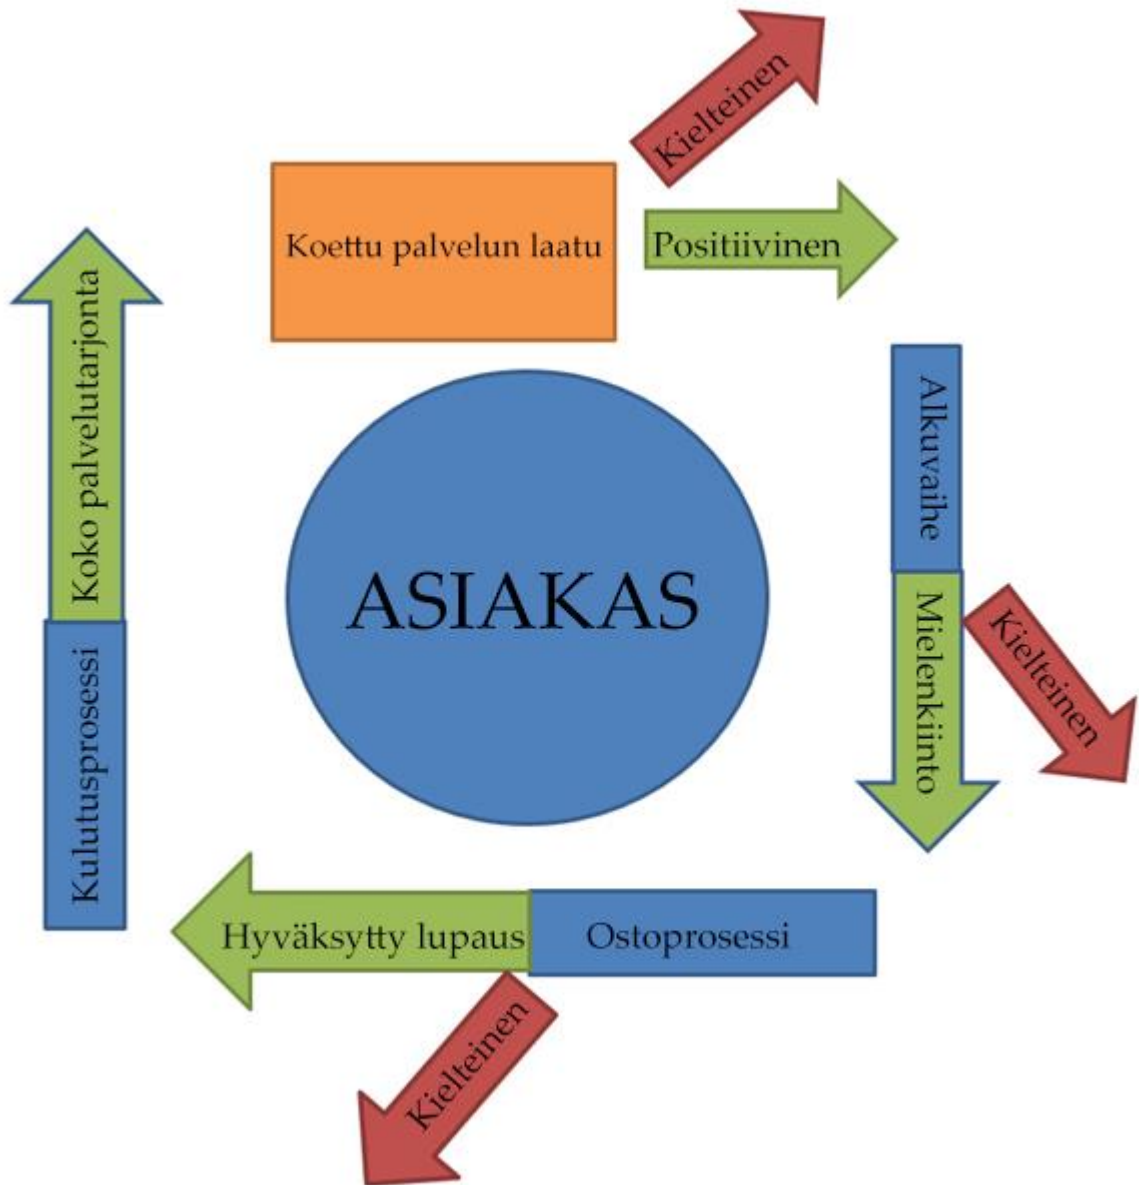 Kielteinen
Koettu palvelun laatu
Positiivinen
Koko palvelutarjonta
Alkuvaihe
ASIAKAS
Mielenkiinto
Kielteinen
Kulutusprosessi
Hyväksytty lupaus
Ostoprosessi
Kielteinen